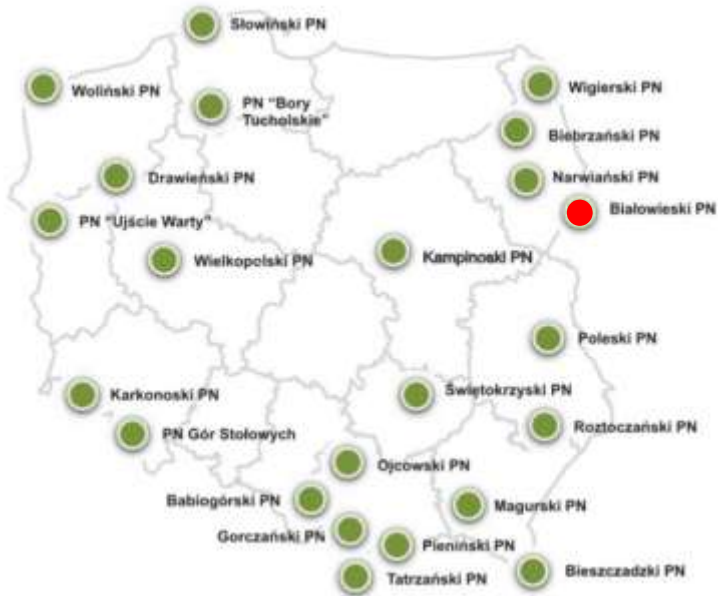 Słowiński PN
Woliński PN
Wigierski PN
PN "Bory
Tucholskie"
Biebrzański PN
Drawieński PN
Narwiański PN
Białowieski PN
PN "Ujście Warty"
Wielkopolski PN
Kampinoski PN
Poleski PN
Karkonoski PN
Świętokrzyski PN
Roztoczański PN
PN Gór Stołowych
Ojcowski PN
Babiogórski PN
Magurski PN
Gorczański PN
Pieniński PN
Tatrzański PN
Bieszczadzki PN